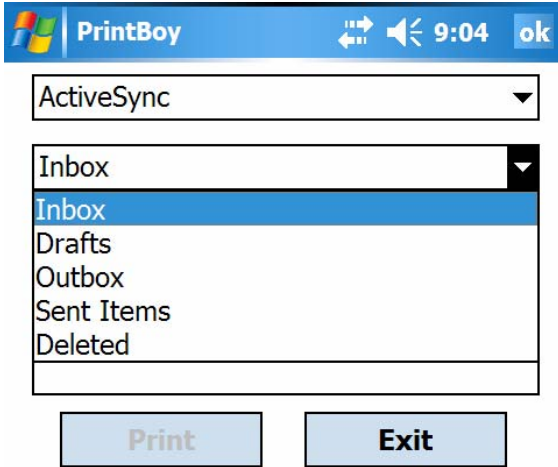 PrintBoy 9:04 ok
ActiveSync
Inbox
Inbox
Drafts
Outbox
Sent Items
Deleted
Print Exit